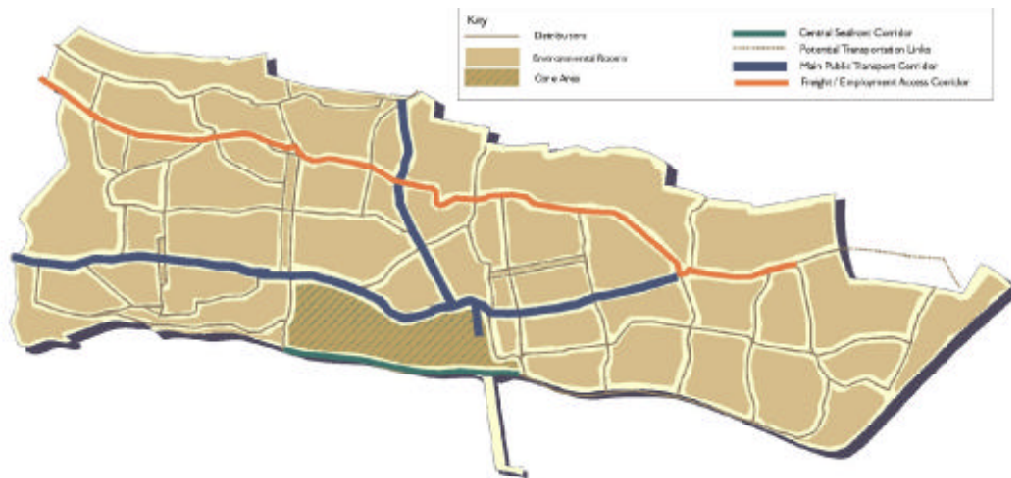 Key
Distributors
Environmental Rooms
Core Area
Central Seafront Corridor
Potential Transportation Links
Main Public Transport Corridor
Freight / Employment Access Corridor